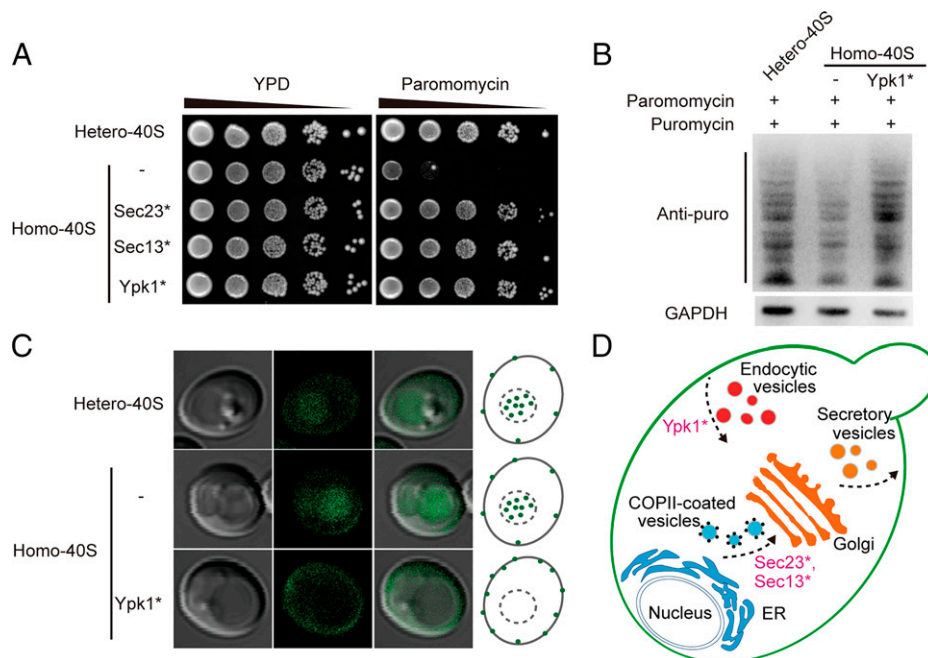 A
YPD
Paromomycin
Hetero-40S
-
Sec23*
Homo-40S
Sec13*
Ypk1*
B
Hetero-40S
Homo-40S
-
Ypk1*
Paromomycin + + +
Puromycin + + +
Anti-puro
GAPDH
C
Hetero-40S
-
Homo-40S
Ypk1*
D
Endocytic
vesicles
Ypk1*
Secretory
vesicles
COPII-coated
vesicles
Golgi
Sec23*,
Sec13*
Nucleus
ER